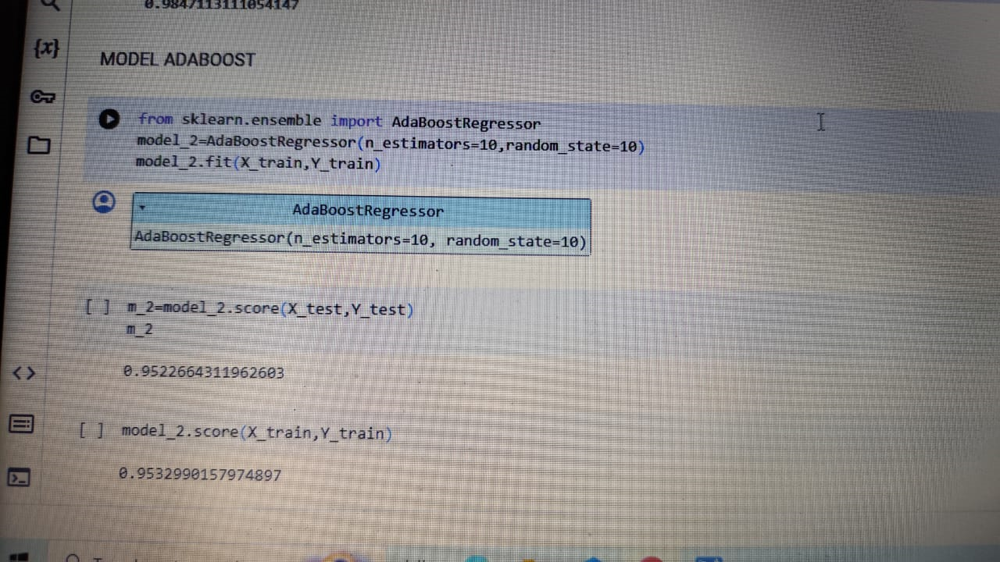 0.9847113111054147
{x}
MODEL ADABOOST
from sklearn.ensemble import AdaBoostRegressor
model_2=AdaBoostRegressor(n_estimators=10,random_state=10)
model_2.fit(X_train,Y_train)
AdaBoostRegressor
AdaBoostRegressor(n_estimators=10, random_state=10)
[ ] m_2=model_2.score(X_test,Y_test)
m_2
0.9522664311962603
[ ] model_2.score(X_train,Y_train)
0.9532990157974897